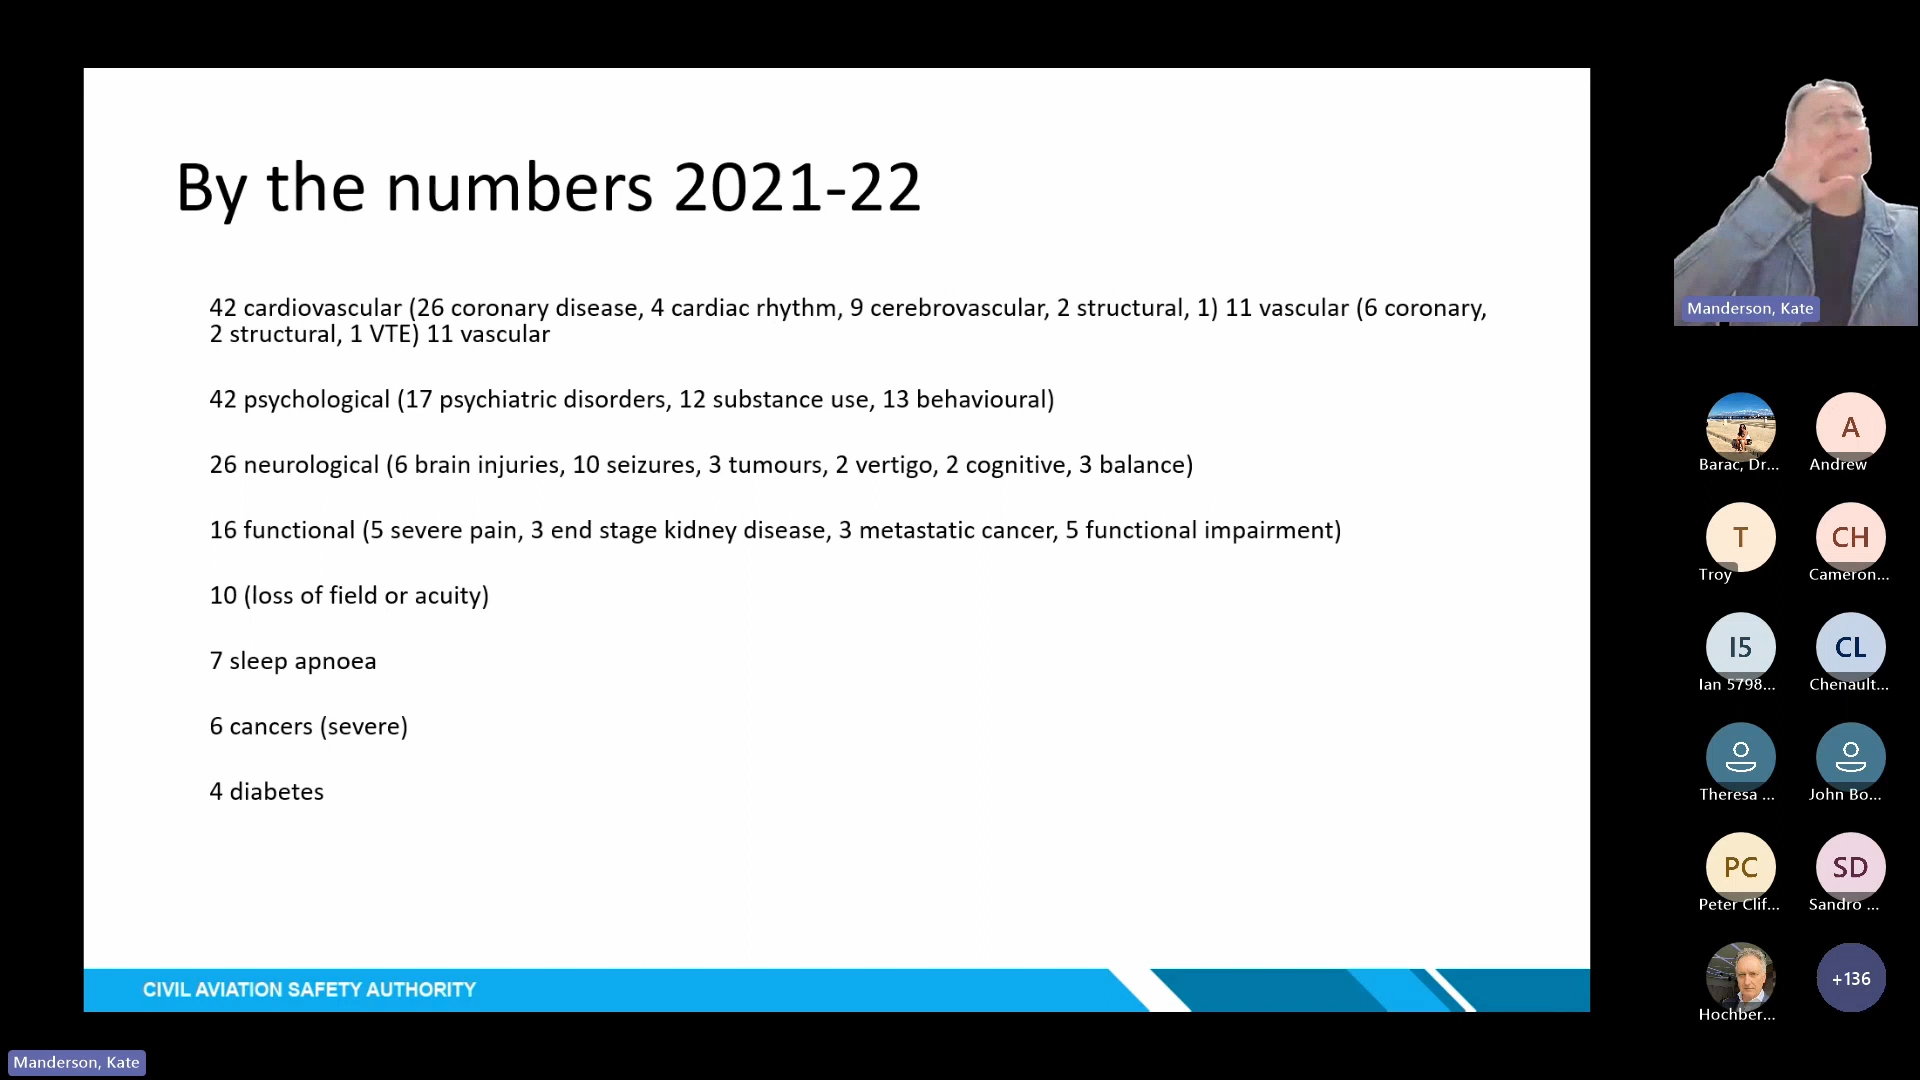 By the numbers 2021-22
42 cardiovascular (26 coronary disease, 4 cardiac rhythm, 9 cerebrovascular, 2 structural, 1) 11 vascular (6 coronary,
2 structural, 1 VTE) 11 vascular
42 psychological (17 psychiatric disorders, 12 substance use, 13 behavioural)
26 neurological (6 brain injuries, 10 seizures, 3 tumours, 2 vertigo, 2 cognitive, 3 balance)
16 functional (5 severe pain, 3 end stage kidney disease, 3 metastatic cancer, 5 functional impairment)
10 (loss of field or acuity)
7 sleep apnoea
6 cancers (severe)
4 diabetes
CIVIL AVIATION SAFETY AUTHORITY
Manderson, Kate
Manderson, Kate
Barac, Dr...
A
Andrew
T
Troy
CH
Cameron...
I5
Ian 5798...
CL
Chenault...
Theresa ...
John Bo...
PC
Peter Clif...
SD
Sandro ...
Hochber...
+136